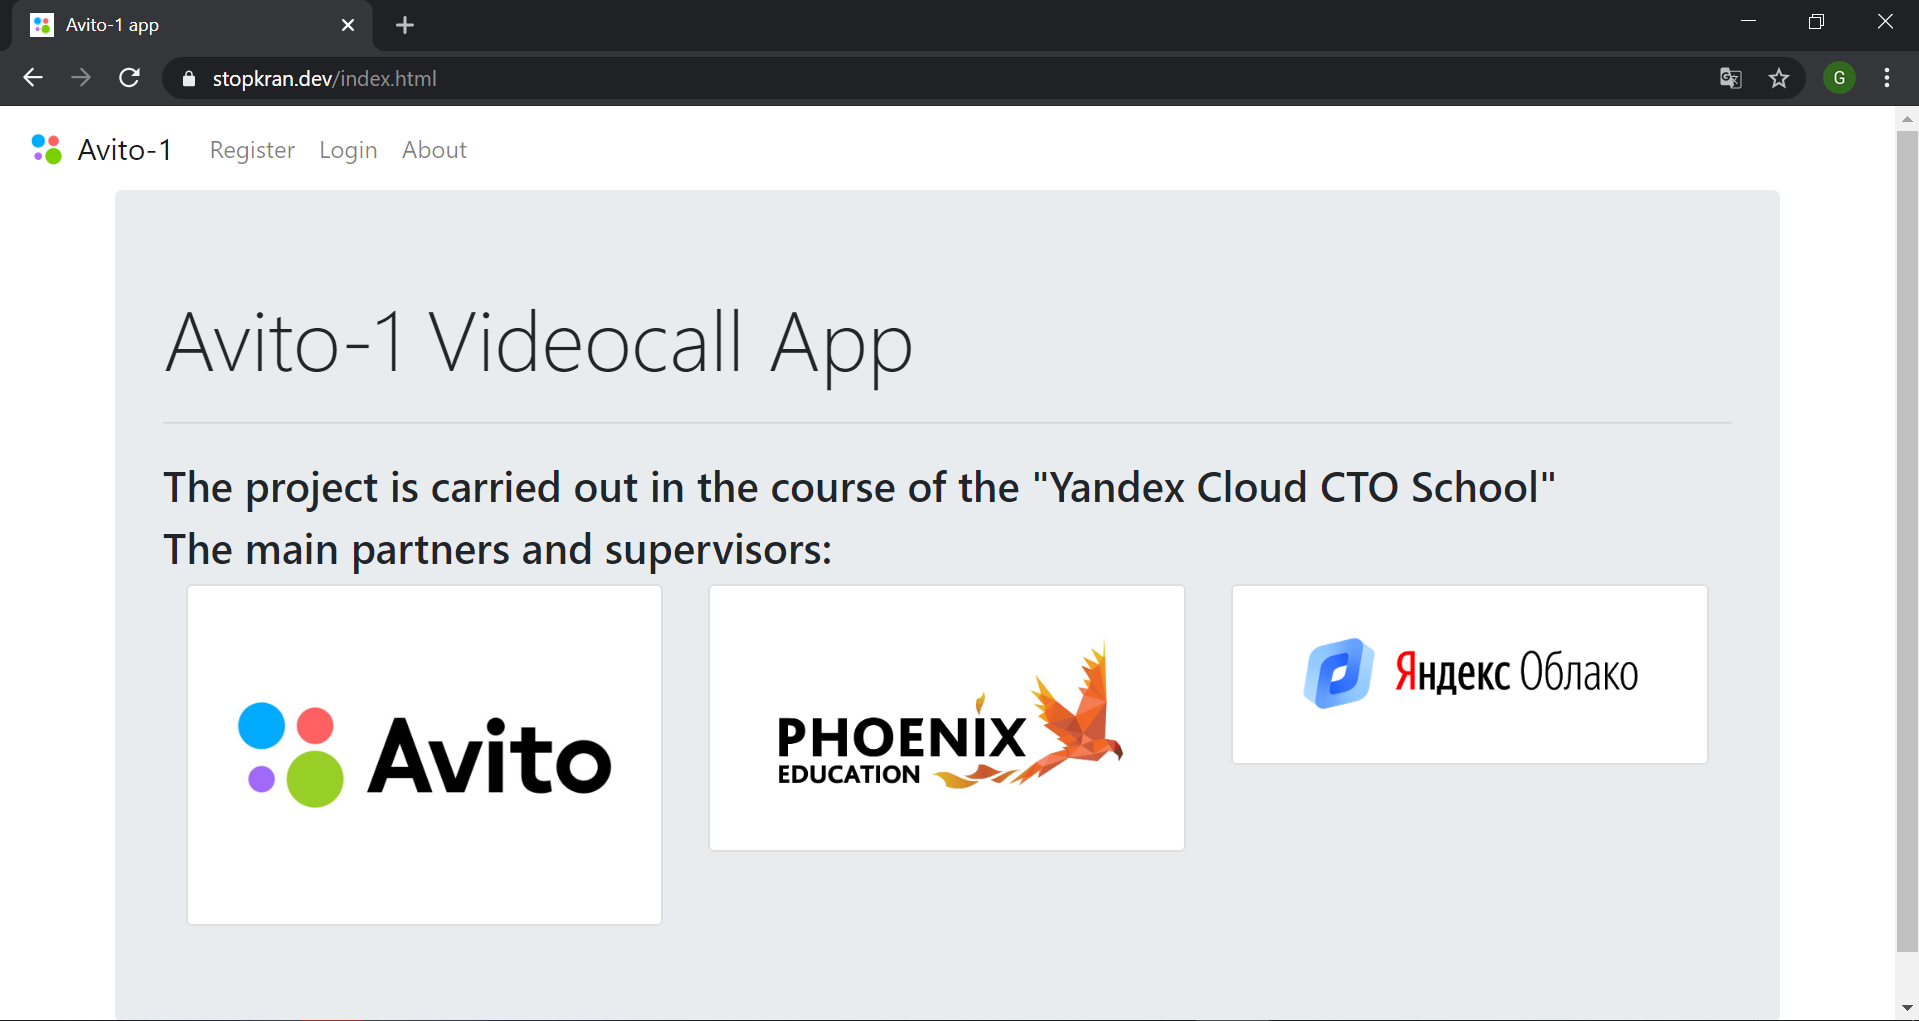 Avito-1 app
stopkran.dev/index.html
G
Avito-1 Register Login About
Avito-1 Videocall App
The project is carried out in the course of the "Yandex Cloud CTO School"
The main partners and supervisors:
Avito
PHOENIX
EDUCATION
Яндекс Облако